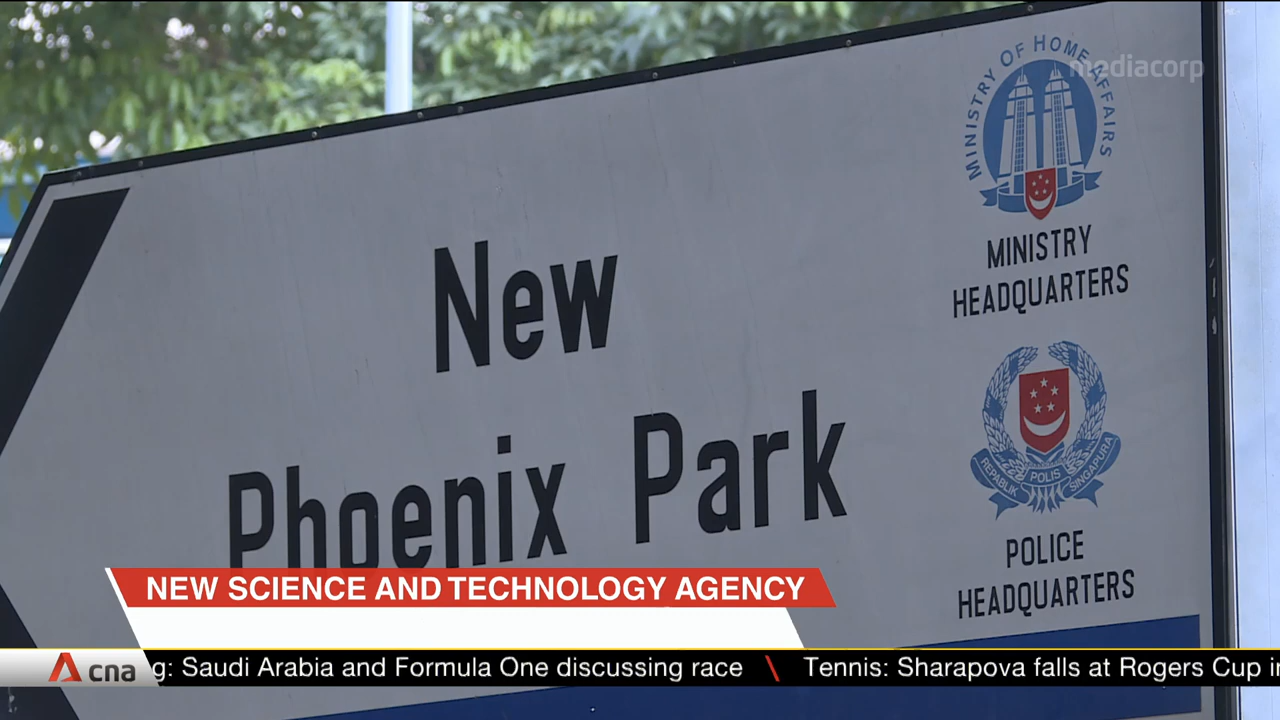 mediacorp
MINISTRY OF HOME AFFAIRS
MINISTRY
HEADQUARTERS
New
Phoenix Park
REPABLIK POLIS SINGAPURA
POLICE
HEADQUARTERS
NEW SCIENCE AND TECHNOLOGY AGENCY
cna
g: Saudi Arabia and Formula One discussing race \ Tennis: Sharapova falls at Rogers Cup i